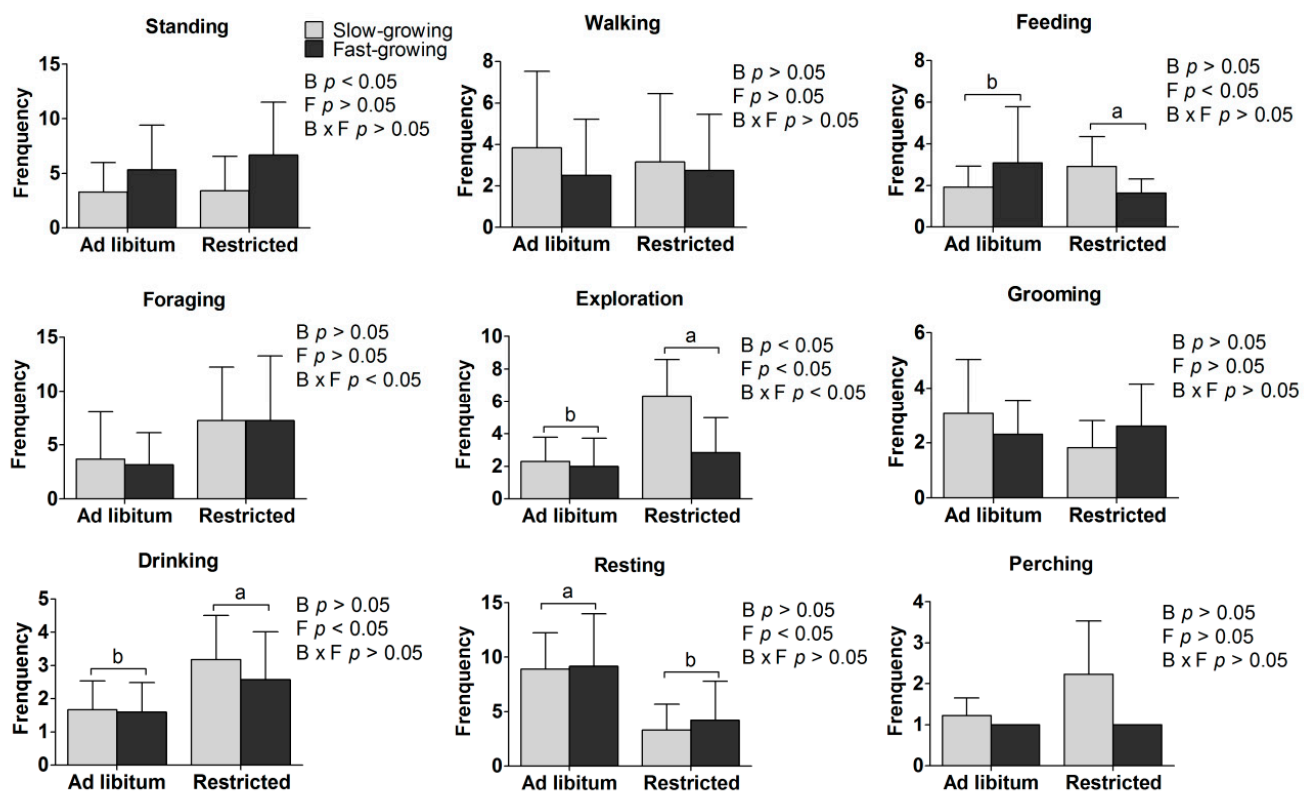 Standing
Slow-growing
Fast-growing
B p < 0.05
F p > 0.05
B x F p > 0.05
Frenquency
15
10
5
0
Ad libitum
Restricted
Walking
B p > 0.05
F p > 0.05
B x F p > 0.05
Frenquency
8
6
4
2
0
Ad libitum
Restricted
Feeding
B p > 0.05
F p < 0.05
B x F p > 0.05
Frenquency
8
6
4
2
0
b
a
Ad libitum
Restricted
Foraging
B p > 0.05
F p > 0.05
B x F p < 0.05
Frenquency
15
10
5
0
Ad libitum
Restricted
Exploration
B p < 0.05
F p < 0.05
B x F p < 0.05
Frenquency
10
8
6
4
2
0
b
a
Ad libitum
Restricted
Grooming
B p > 0.05
F p > 0.05
B x F p > 0.05
Frenquency
6
4
2
0
Ad libitum
Restricted
Drinking
B p > 0.05
F p < 0.05
B x F p > 0.05
Frenquency
5
4
3
2
1
0
b
a
Ad libitum
Restricted
Resting
B p > 0.05
F p < 0.05
B x F p > 0.05
Frenquency
15
10
5
0
a
b
Ad libitum
Restricted
Perching
B p > 0.05
F p > 0.05
B x F p > 0.05
Frenquency
4
3
2
1
0
Ad libitum
Restricted